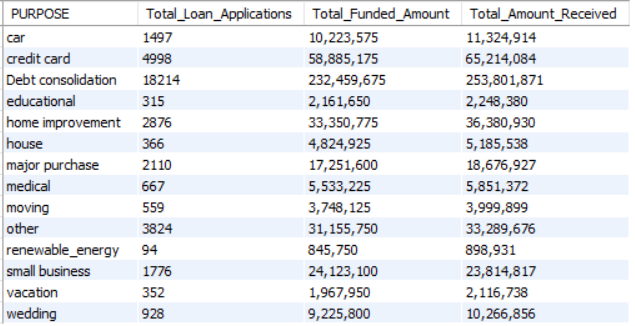 PURPOSE Total_Loan_Applications Total_Funded_Amount Total_Amount_Received
car 1497 10,223,575 11,324,914
credit card 4998 58,885,175 65,214,084
Debt consolidation 18214 232,459,675 253,801,871
educational 315 2,161,650 2,248,380
home improvement 2876 33,350,775 36,380,930
house 366 4,824,925 5,185,538
major purchase 2110 17,251,600 18,676,927
medical 667 5,533,225 5,851,372
moving 559 3,748,125 3,999,899
other 3824 31,155,750 33,289,676
renewable_energy 94 845,750 898,931
small business 1776 24,123,100 23,814,817
vacation 352 1,967,950 2,116,738
wedding 928 9,225,800 10,266,856